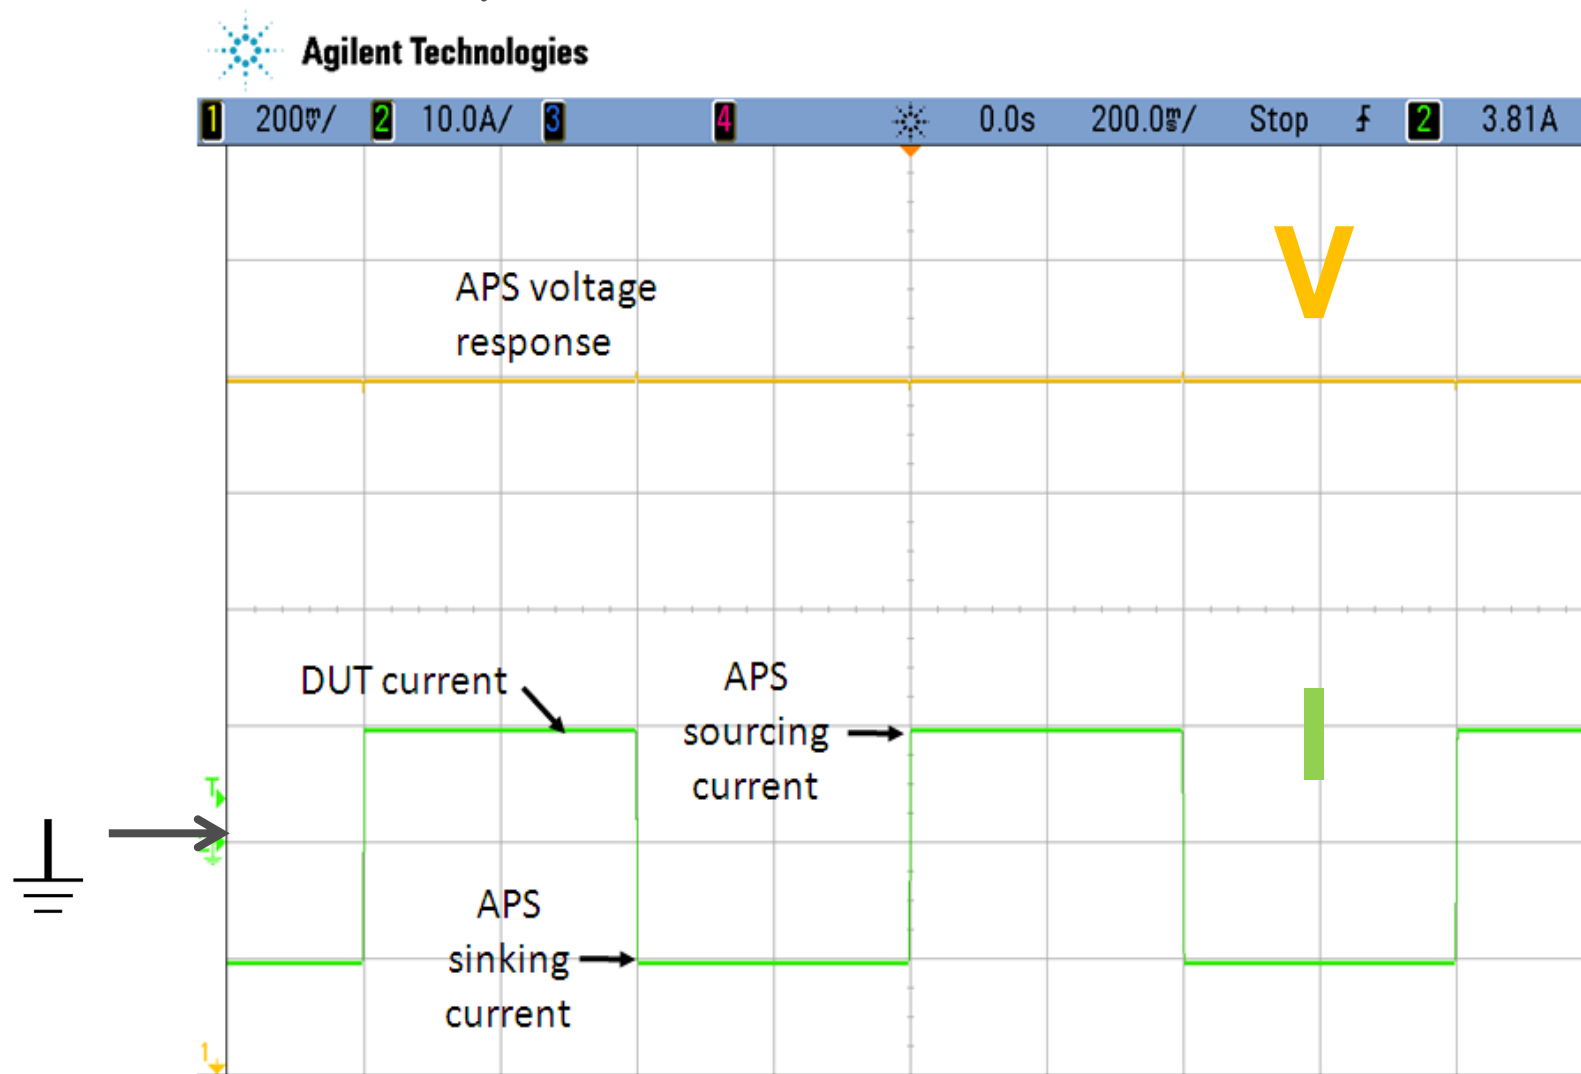 Agilent Technologies
1 200mV/ 2 10.0A/ 3 4 0.0s 200.0ms/ Stop 2 3.81A
V
APS voltage
response
DUT current
APS
sourcing
current
I
T
APS
sinking
current
1